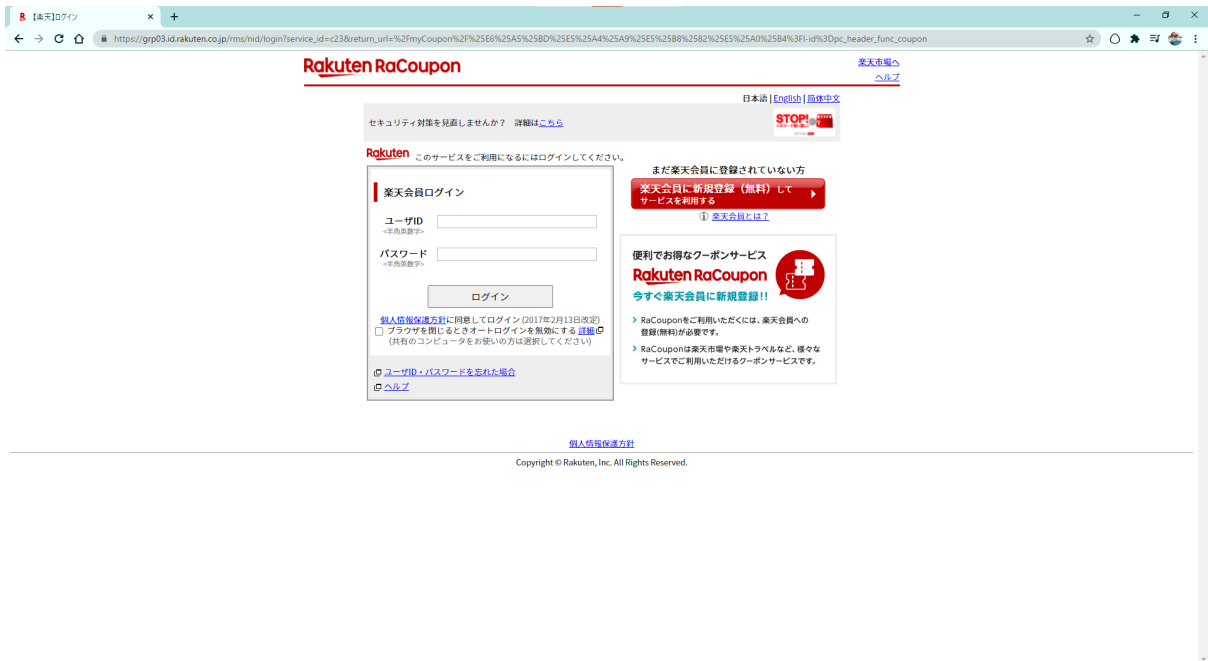 【楽天】ログイン
https://grp03.id.rakuten.co.jp/rms/nid/login?service_id=c23&return_url=%2FmyCoupon%2F%25E6%25A5%25BD%25E5%25A4%25A9%25E5%25B8%2582%25E5%25A0%25B4%3Fl-id%3Dpc_header_func_coupon
Rakuten RaCoupon
楽天市場へ
ヘルプ
日本語 | English | 简体中文
セキュリティ対策を見直しませんか？ 詳細はこちら
STOP!
Rakuten このサービスをご利用になるにはログインしてください。
楽天会員ログイン
ユーザID
<半角英数字>
パスワード
<半角英数字>
ログイン
個人情報保護方針に同意してログイン (2017年2月13日改定)
ブラウザを閉じるときオートログインを無効にする 詳細
(共有のコンピュータをお使いの方は選択してください)
ユーザID・パスワードを忘れた場合
ヘルプ
まだ楽天会員に登録されていない方
楽天会員に新規登録（無料）して
サービスを利用する
楽天会員とは？
便利でお得なクーポンサービス
Rakuten RaCoupon
今すぐ楽天会員に新規登録!!
RaCouponをご利用いただくには、楽天会員への
登録(無料)が必要です。
RaCouponは楽天市場や楽天トラベルなど、様々な
サービスでご利用いただけるクーポンサービスです。
個人情報保護方針
Copyright © Rakuten, Inc. All Rights Reserved.